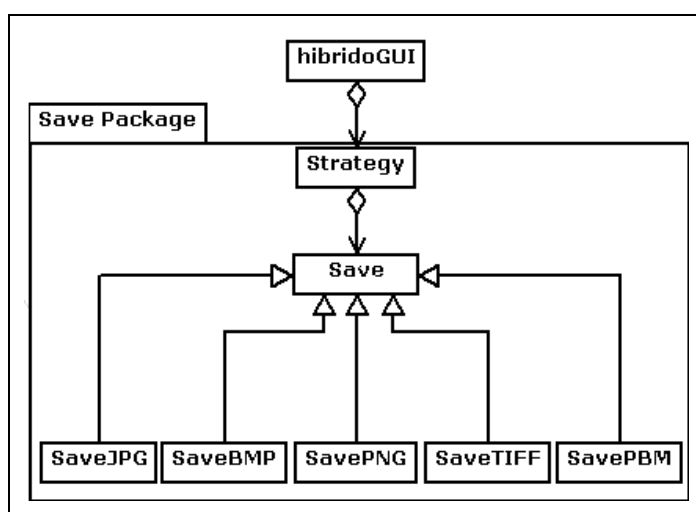 hibridoGUI
Save Package
Strategy
Save
SaveJPG
SaveBMP
SavePNG
SaveTIFF
SavePBM